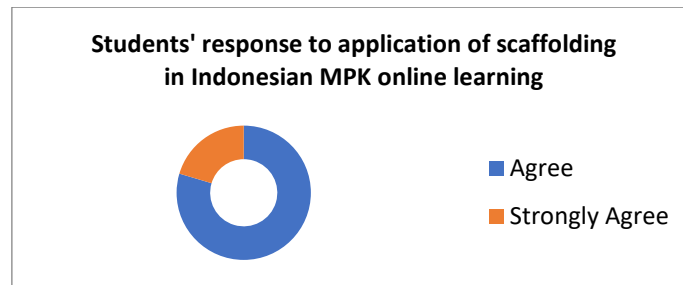 Students' response to application of scaffolding
in Indonesian MPK online learning
Agree
Strongly Agree